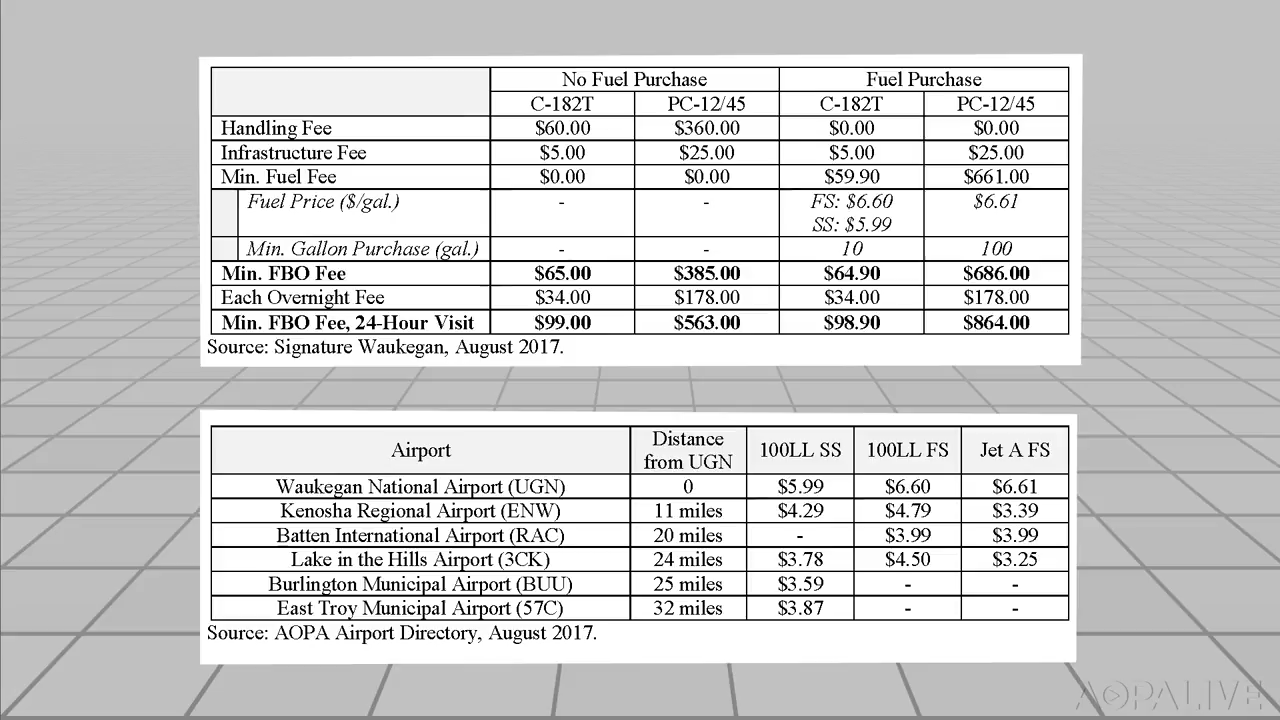 No Fuel Purchase Fuel Purchase
C-182T PC-12/45 C-182T PC-12/45
Handling Fee $60.00 $360.00 $0.00 $0.00
Infrastructure Fee $5.00 $25.00 $5.00 $25.00
Min. Fuel Fee $0.00 $0.00 $59.90 $661.00
Fuel Price ($/gal.) - - FS: $6.60 $6.61
SS: $5.99
Min. Gallon Purchase (gal.) - - 10 100
Min. FBO Fee $65.00 $385.00 $64.90 $686.00
Each Overnight Fee $34.00 $178.00 $34.00 $178.00
Min. FBO Fee, 24-Hour Visit $99.00 $563.00 $98.90 $864.00
Source: Signature Waukegan, August 2017.
Airport Distance from UGN 100LL SS 100LL FS Jet A FS
Waukegan National Airport (UGN) 0 $5.99 $6.60 $6.61
Kenosha Regional Airport (ENW) 11 miles $4.29 $4.79 $3.39
Batten International Airport (RAC) 20 miles - $3.99 $3.99
Lake in the Hills Airport (3CK) 24 miles $3.78 $4.50 $3.25
Burlington Municipal Airport (BUU) 25 miles $3.59 - -
East Troy Municipal Airport (57C) 32 miles $3.87 - -
Source: AOPA Airport Directory, August 2017.
AOPA LIVE